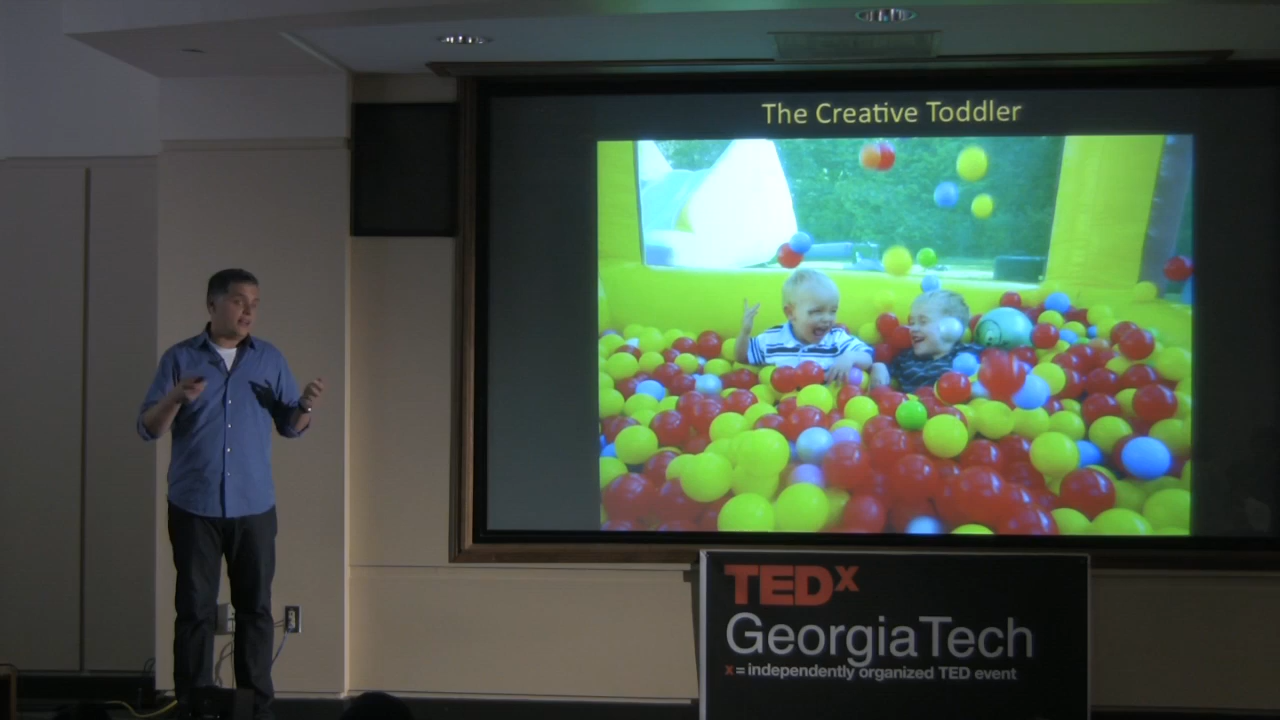 The Creative Toddler
TEDx
GeorgiaTech
x = independently organized TED event